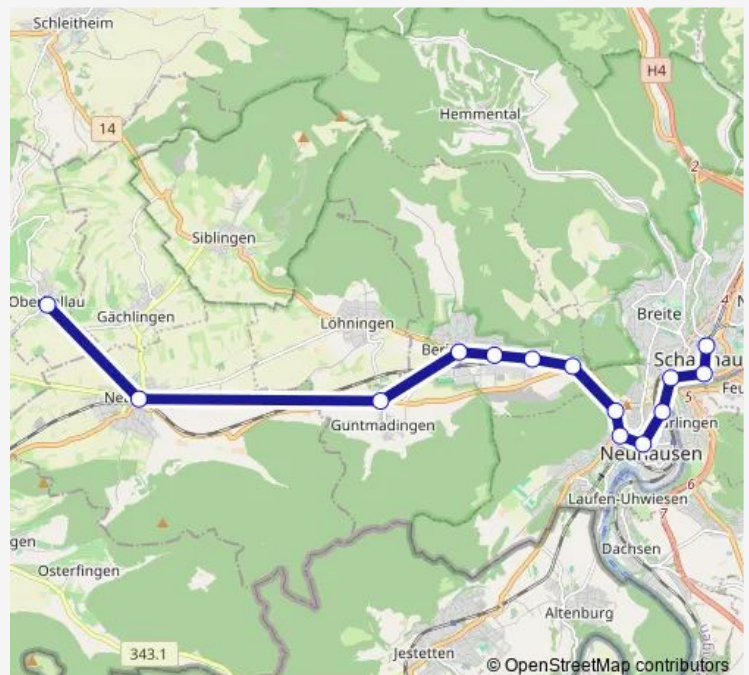 Schleitheim
H4
14
Hemmental
2
Siblingen
Gächlingen
Löhningen
Breite
4
5
Guntmadingen
Neuhausen
Laufen-Uhwiesen
6
7
Dachsen
Osterfingen
Altenburg
343.1
Jestetten
© OpenStreetMap contributors